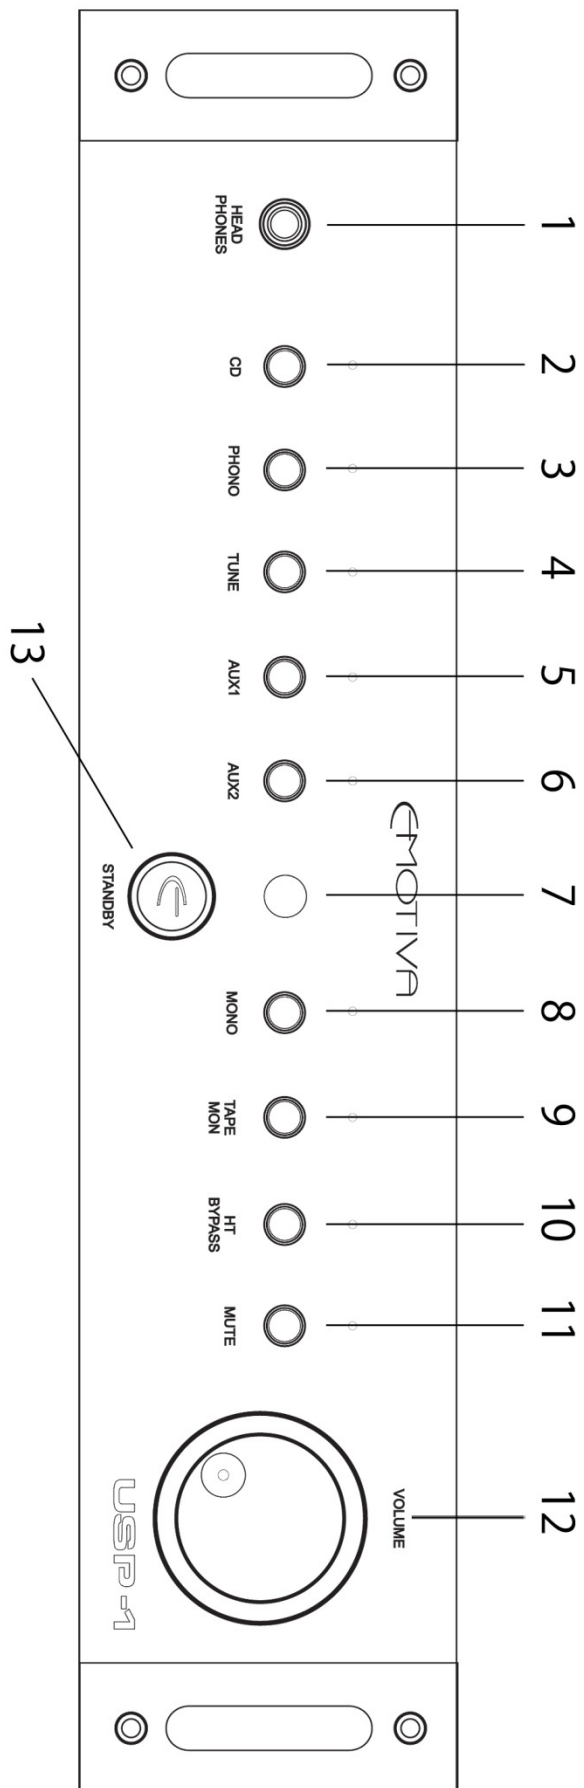 1
2
3
4
5
6
7
8
9
10
11
12
EMOTIVA
VOLUME
HEAD
PHONES
CD
PHONO
TUNE
AUX1
AUX2
MONO
TAPE
MON
HT
BYPASS
MUTE
STANDBY
USP-1
13